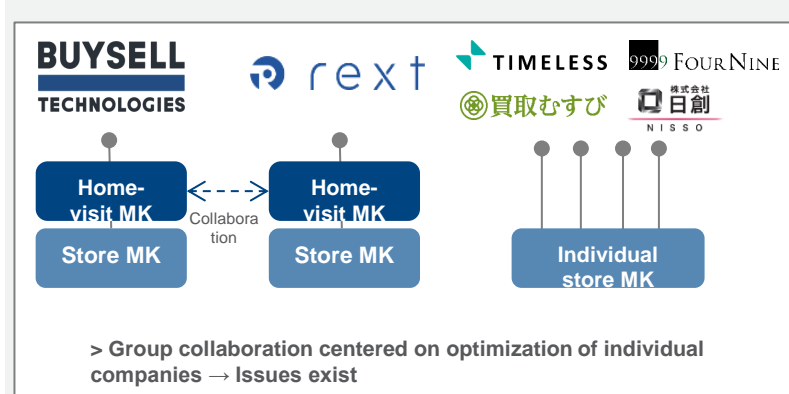 BUYSELL
TECHNOLOGIES
rext
TIMELESS
9999 FOURNINE
買取むすび
株式会社
日創
NISSO
Home-
visit MK
Store MK
Collabora
tion
Home-
visit MK
Store MK
Individual
store MK
> Group collaboration centered on optimization of individual
companies → Issues exist